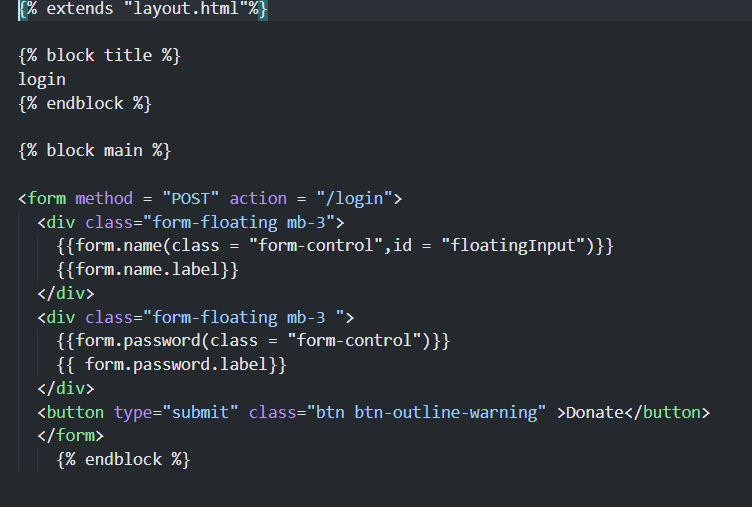 {% extends "layout.html"%}
{% block title %}
login
{% endblock %}
{% block main %}
<form method = "POST" action = "/login">
<div class="form-floating mb-3">
{{form.name(class = "form-control",id = "floatingInput")}}
{{form.name.label}}
</div>
<div class="form-floating mb-3 ">
{{form.password(class = "form-control")}}
{{ form.password.label}}
</div>
<button type="submit" class="btn btn-outline-warning" >Donate</button>
</form>
{% endblock %}